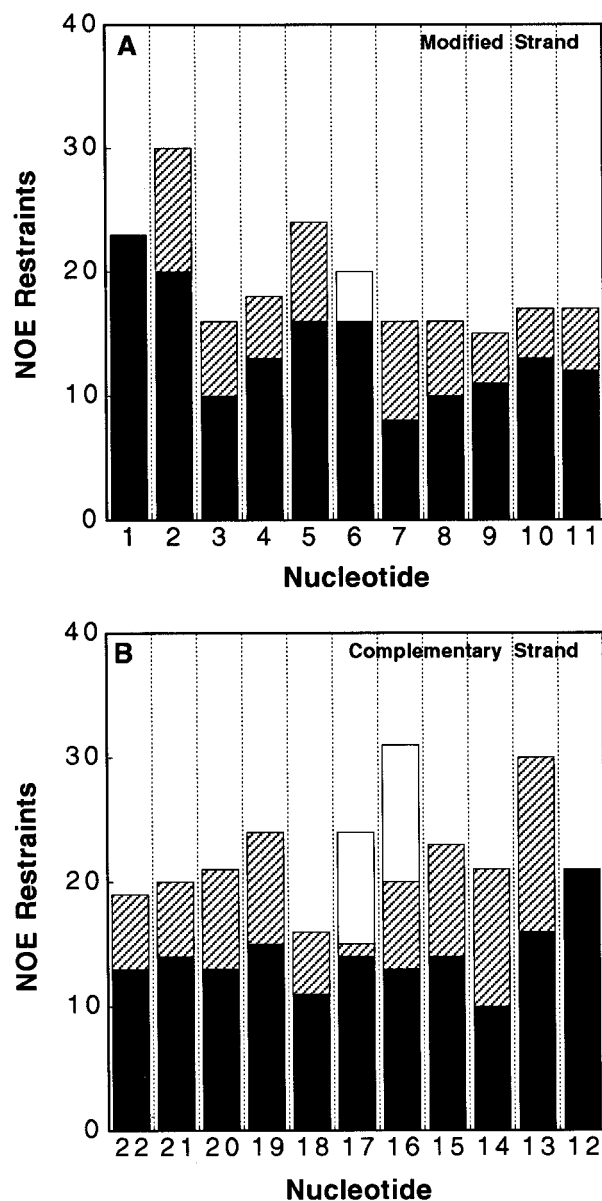 A
Modified Strand
NOE Restraints
40
30
20
10
0
1 2 3 4 5 6 7 8 9 10 11
Nucleotide
B
Complementary Strand
NOE Restraints
40
30
20
10
0
22 21 20 19 18 17 16 15 14 13 12
Nucleotide